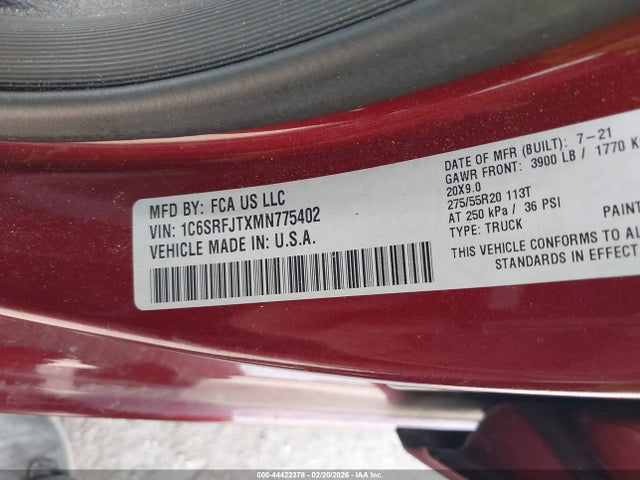 MFD BY: FCA US LLC
VIN: 1C6SRFJTXMN775402
VEHICLE MADE IN: U.S.A.
DATE OF MFR (BUILT): 7-21
GAWR FRONT: 3900 LB / 1770 K
20X9.0
275/55R20 113T
AT 250 kPa / 36 PSI
TYPE: TRUCK
PAINT
THIS VEHICLE CONFORMS TO ALL
STANDARDS IN EFFECT
000-44422378 - 02/20/2026 - IAATAM, Inc.